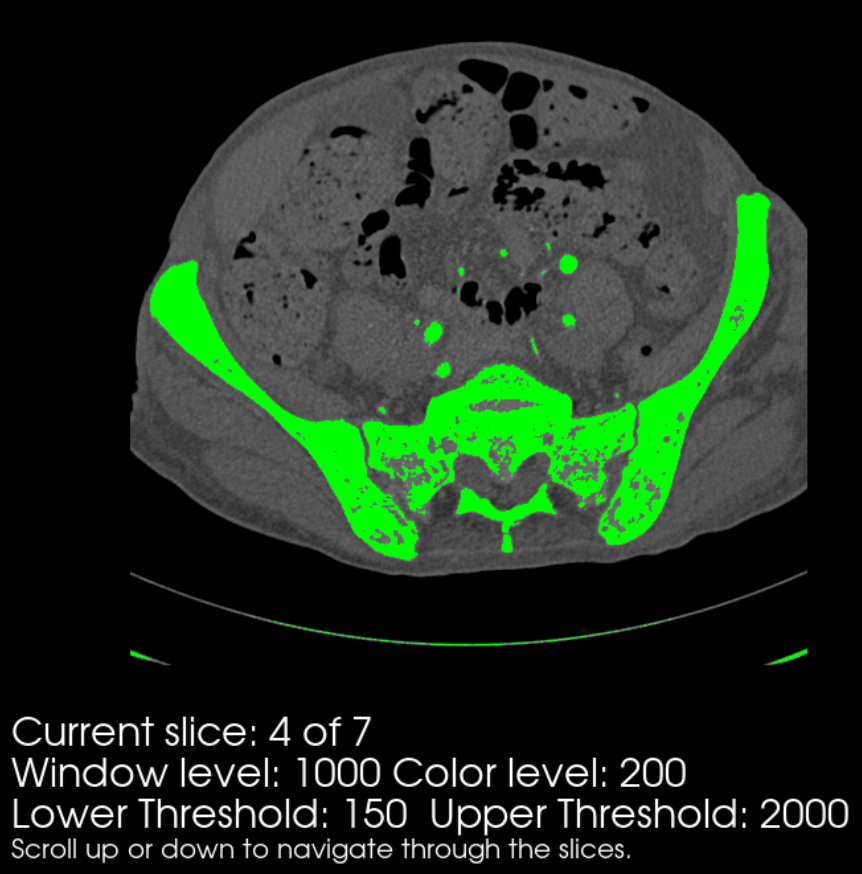 Current slice: 4 of 7
Window level: 1000 Color level: 200
Lower Threshold: 150  Upper Threshold: 2000
Scroll up or down to navigate through the slices.